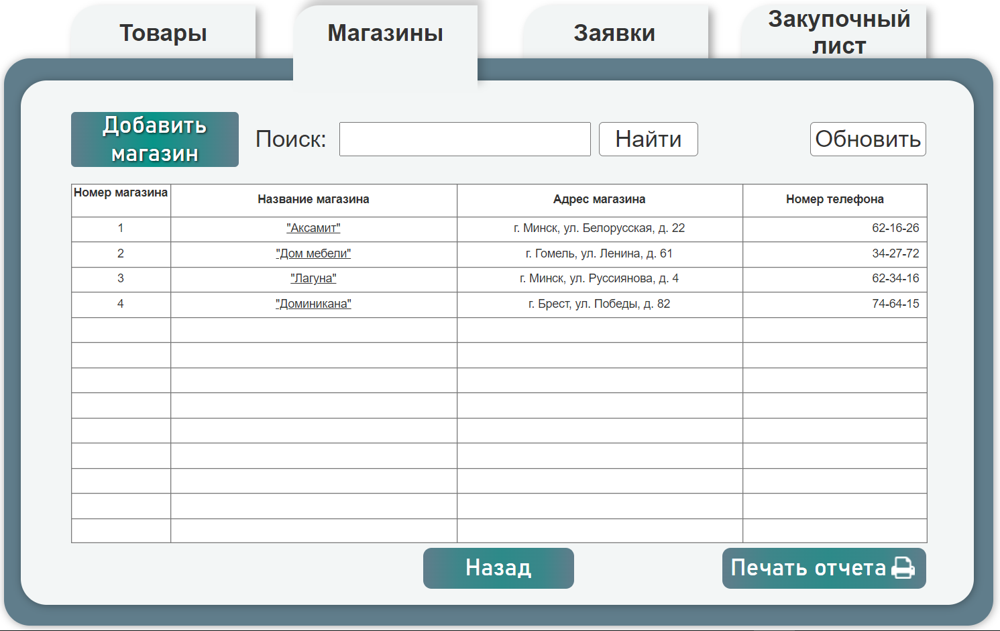 Товары
Магазины
Заявки
Закупочный
лист
Добавить
магазин
Поиск:
Найти
Обновить
Номер магазина
Название магазина
Адрес магазина
Номер телефона
1 "Аксамит" г. Минск, ул. Белорусская, д. 22 62-16-26
2 "Дом мебели" г. Гомель, ул. Ленина, д. 61 34-27-72
3 "Лагуна" г. Минск, ул. Руссиянова, д. 4 62-34-16
4 "Доминикана" г. Брест, ул. Победы, д. 82 74-64-15
Назад
Печать отчета